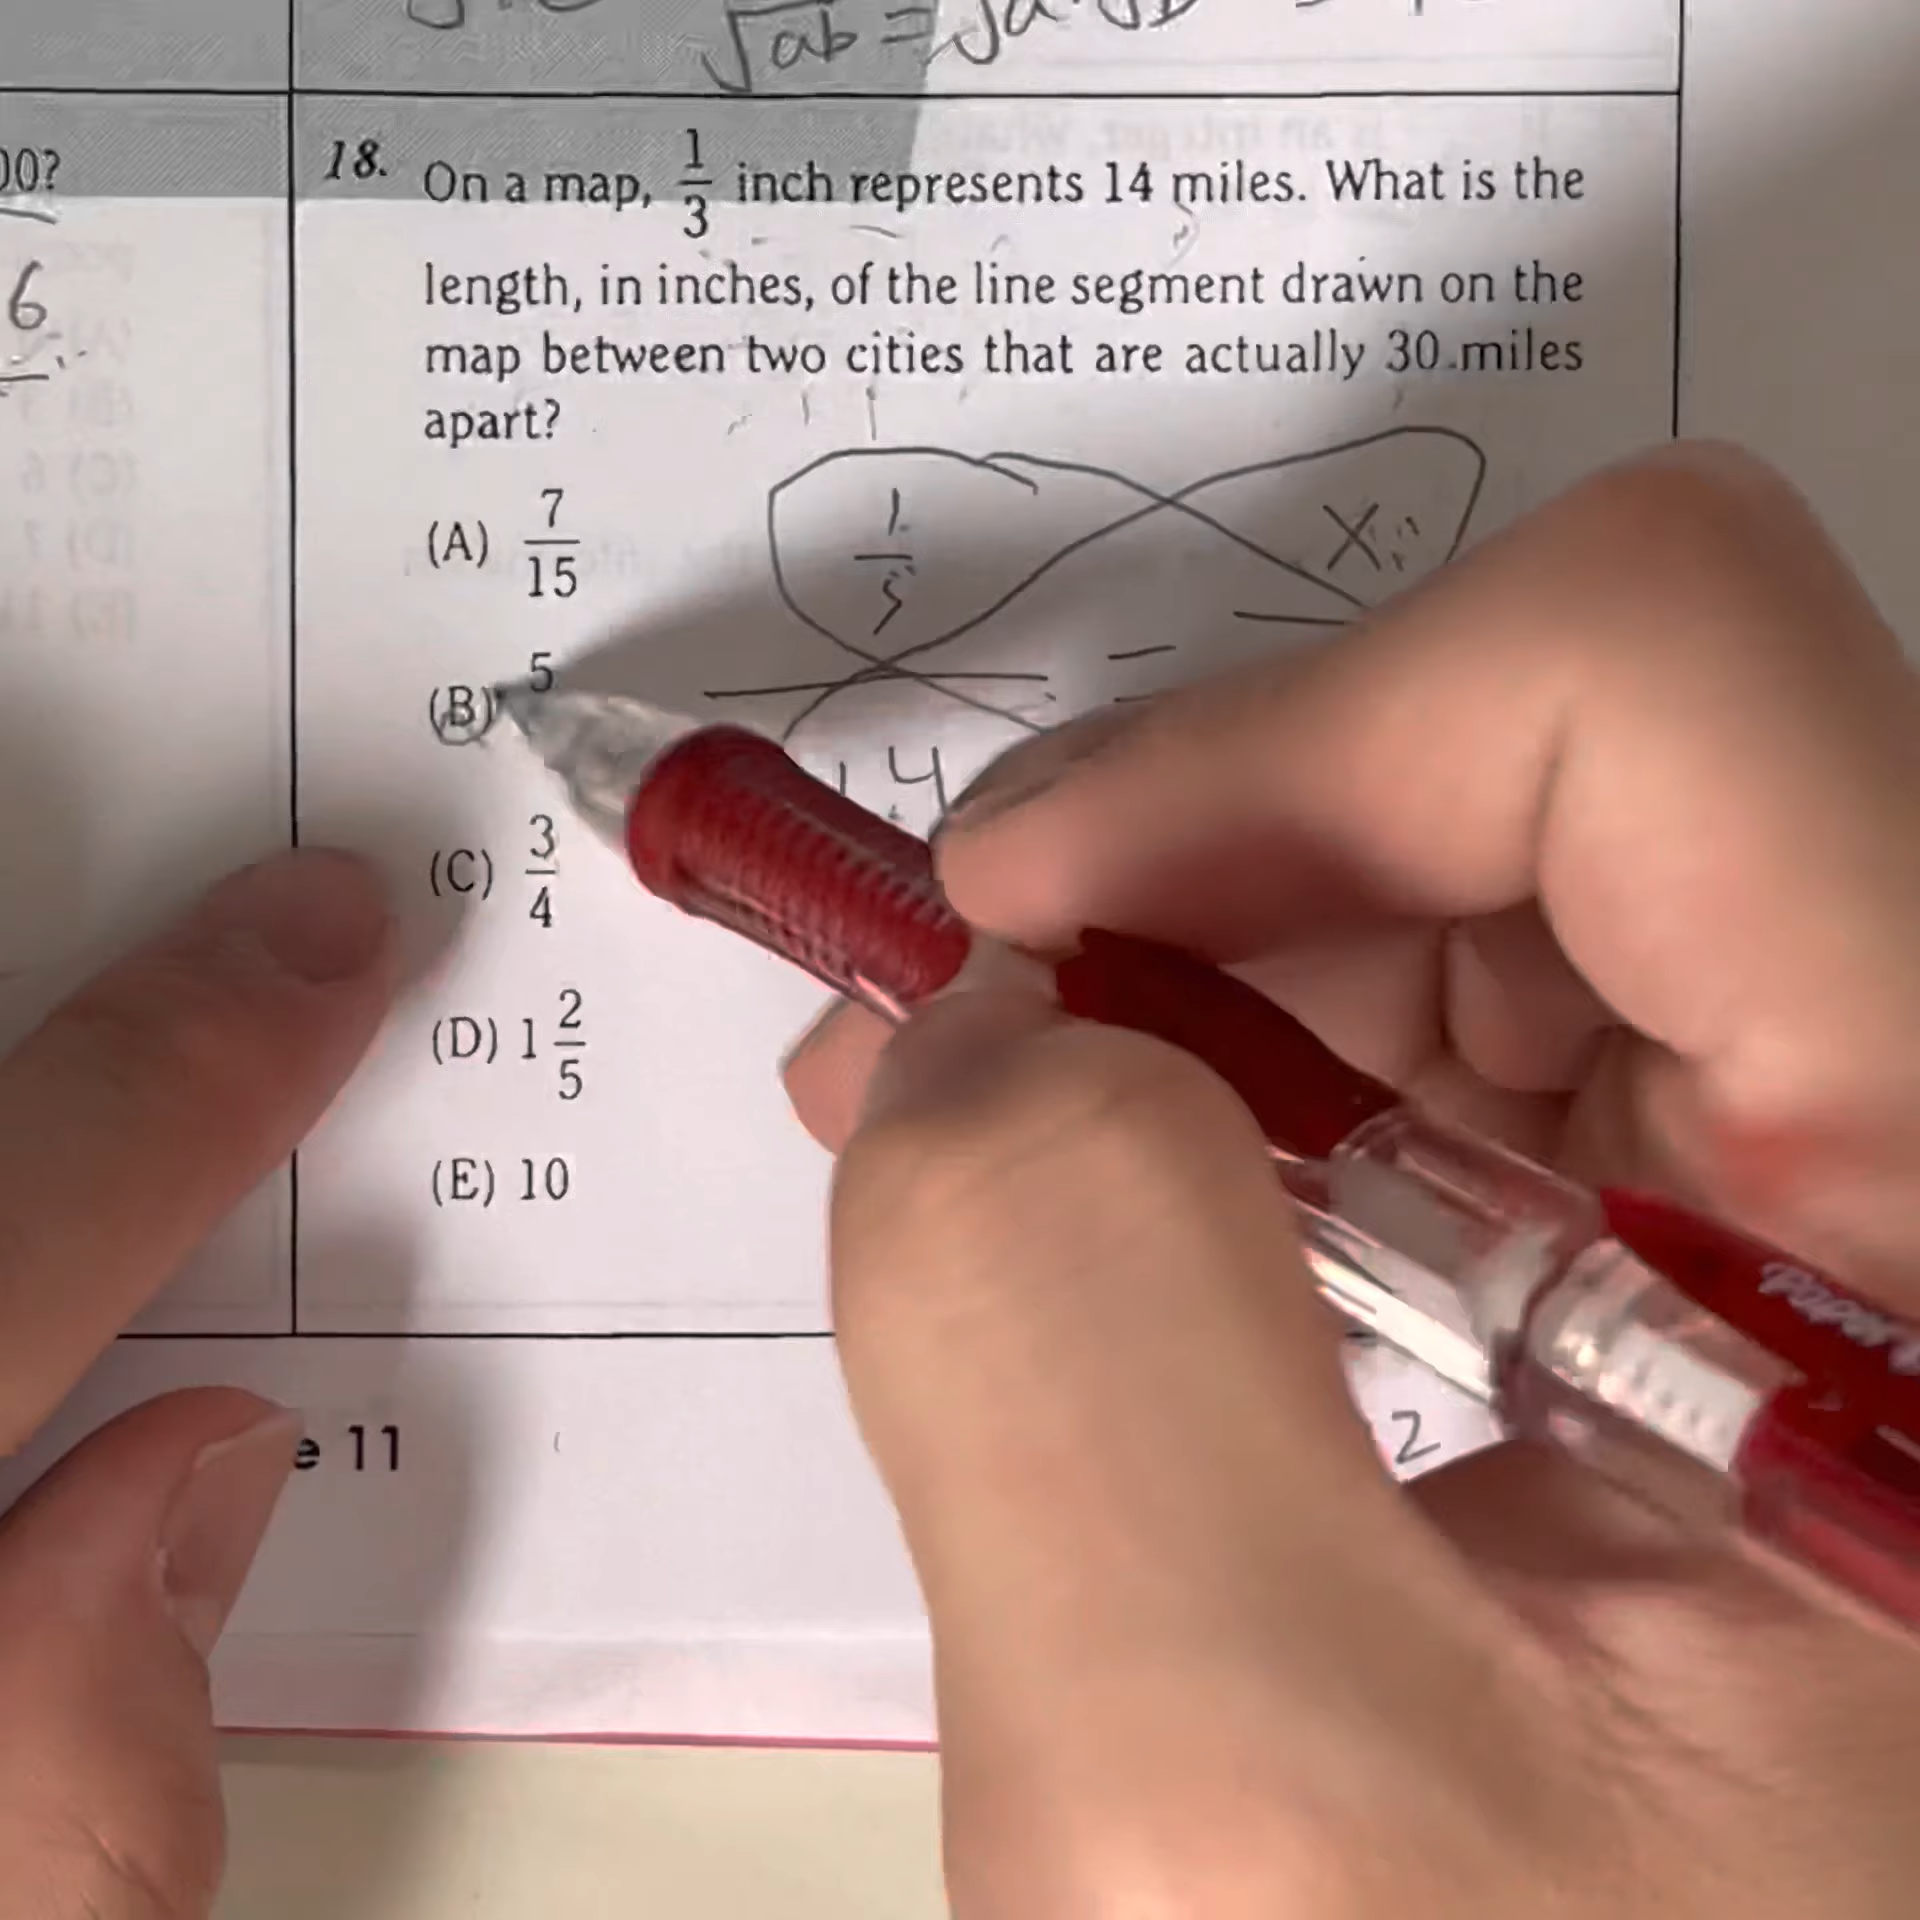 √ab = √a · √b =
00?
6
18. On a map, 1/3 inch represents 14 miles. What is the
length, in inches, of the line segment drawn on the
map between two cities that are actually 30 miles
apart?
(A) 7/15
(B) 5
(C) 3/4
(D) 1 2/5
(E) 10
1/3
X
=
14
e 11
2